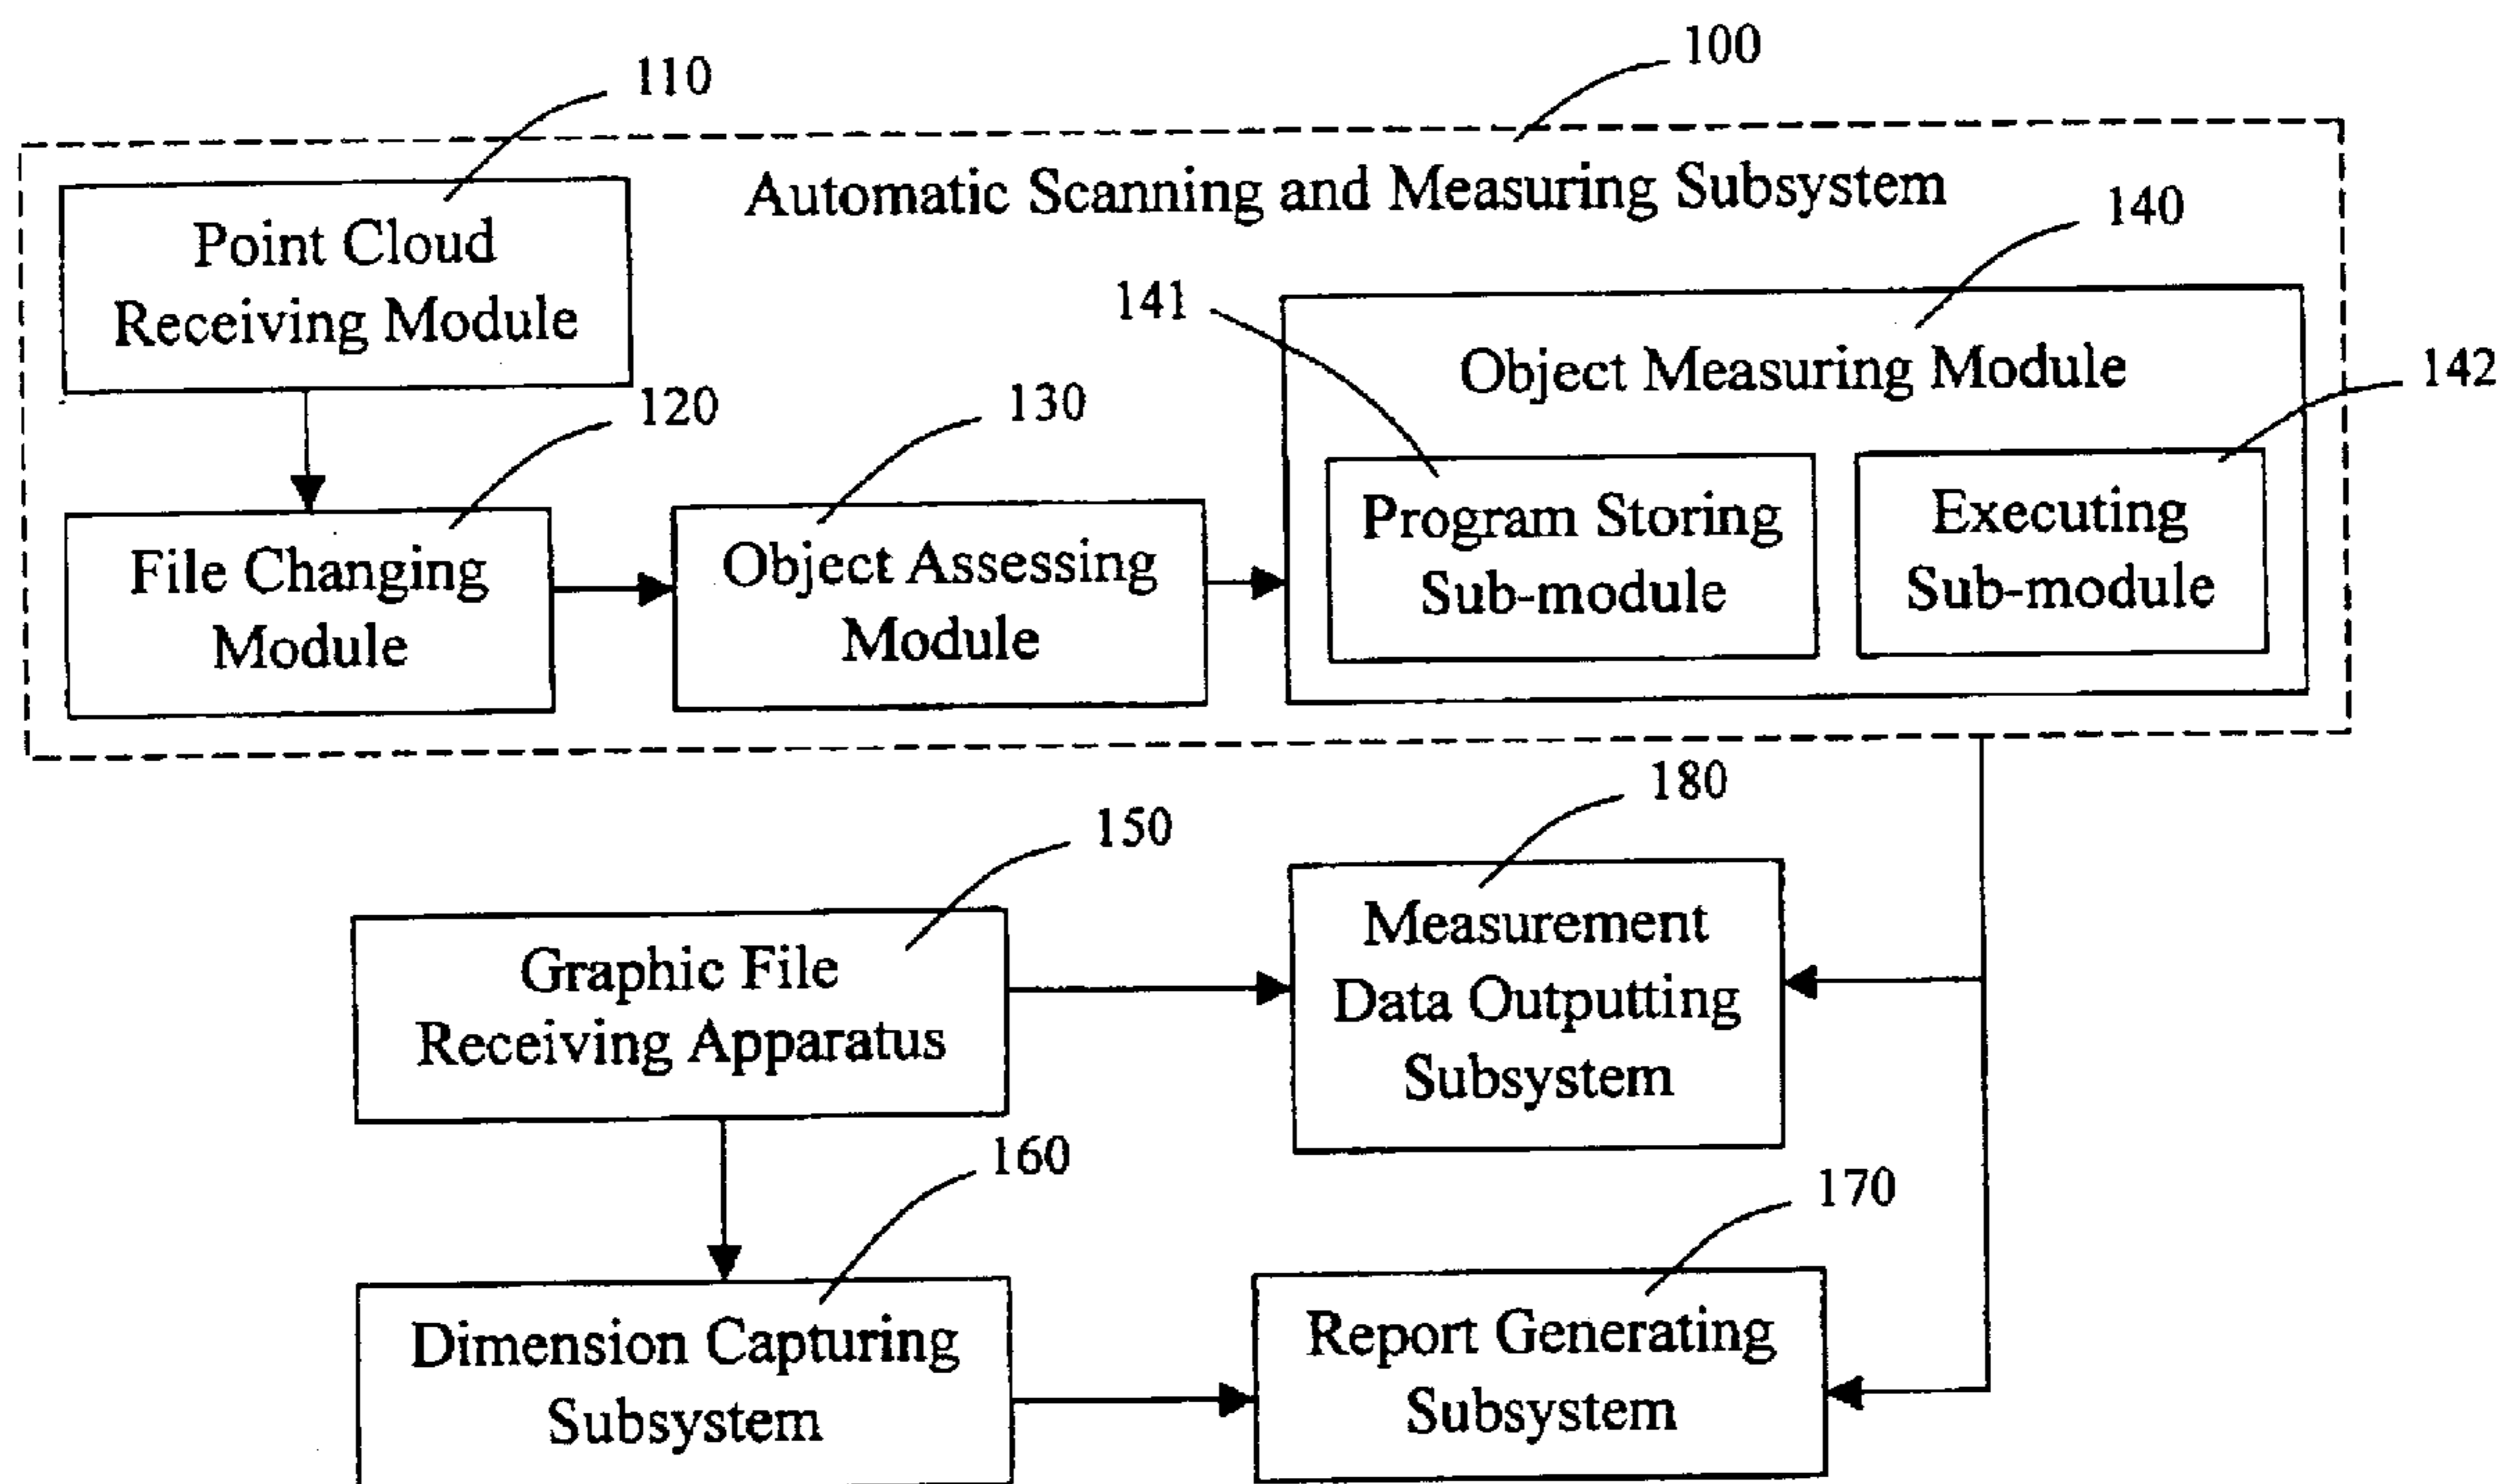 100
110
Automatic Scanning and Measuring Subsystem
Point Cloud
Receiving Module
140
141
Object Measuring Module
142
120
130
Program Storing
Sub-module
Executing
Sub-module
File Changing
Module
Object Assessing
Module
180
150
Measurement
Data Outputting
Subsystem
Graphic File
Receiving Apparatus
160
170
Dimension Capturing
Subsystem
Report Generating
Subsystem